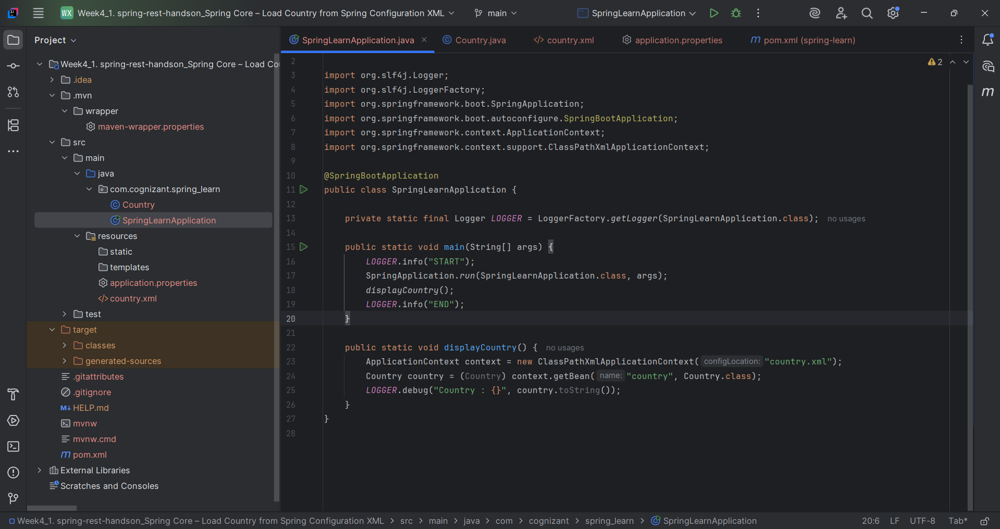 WX Week4_1. spring-rest-handson_Spring Core – Load Country from Spring Configuration XML main SpringLearnApplication
Project
SpringLearnApplication.java Country.java country.xml application.properties pom.xml (spring-learn)
Week4_1. spring-rest-handson_Spring Core – Load Co
.idea
.mvn
wrapper
maven-wrapper.properties
src
main
java
com.cognizant.spring_learn
Country
SpringLearnApplication
resources
static
templates
application.properties
country.xml
test
target
classes
generated-sources
.gitattributes
.gitignore
HELP.md
mvnw
mvnw.cmd
pom.xml
External Libraries
Scratches and Consoles
2
2
3 import org.slf4j.Logger;
4 import org.slf4j.LoggerFactory;
5 import org.springframework.boot.SpringApplication;
6 import org.springframework.boot.autoconfigure.SpringBootApplication;
7 import org.springframework.context.ApplicationContext;
8 import org.springframework.context.support.ClassPathXmlApplicationContext;
9
10 @SpringBootApplication
11 public class SpringLearnApplication {
12
13 private static final Logger LOGGER = LoggerFactory.getLogger(SpringLearnApplication.class); no usages
14
15 public static void main(String[] args) {
16 LOGGER.info("START");
17 SpringApplication.run(SpringLearnApplication.class, args);
18 displayCountry();
19 LOGGER.info("END");
20 }
21
22 public static void displayCountry() { no usages
23 ApplicationContext context = new ClassPathXmlApplicationContext( configLocation: "country.xml");
24 Country country = (Country) context.getBean( name: "country", Country.class);
25 LOGGER.debug("Country : {}", country.toString());
26 }
27 }
28
Week4_1. spring-rest-handson_Spring Core – Load Country from Spring Configuration XML > src > main > java > com > cognizant > spring_learn > SpringLearnApplication 20:6 LF UTF-8 Tab*